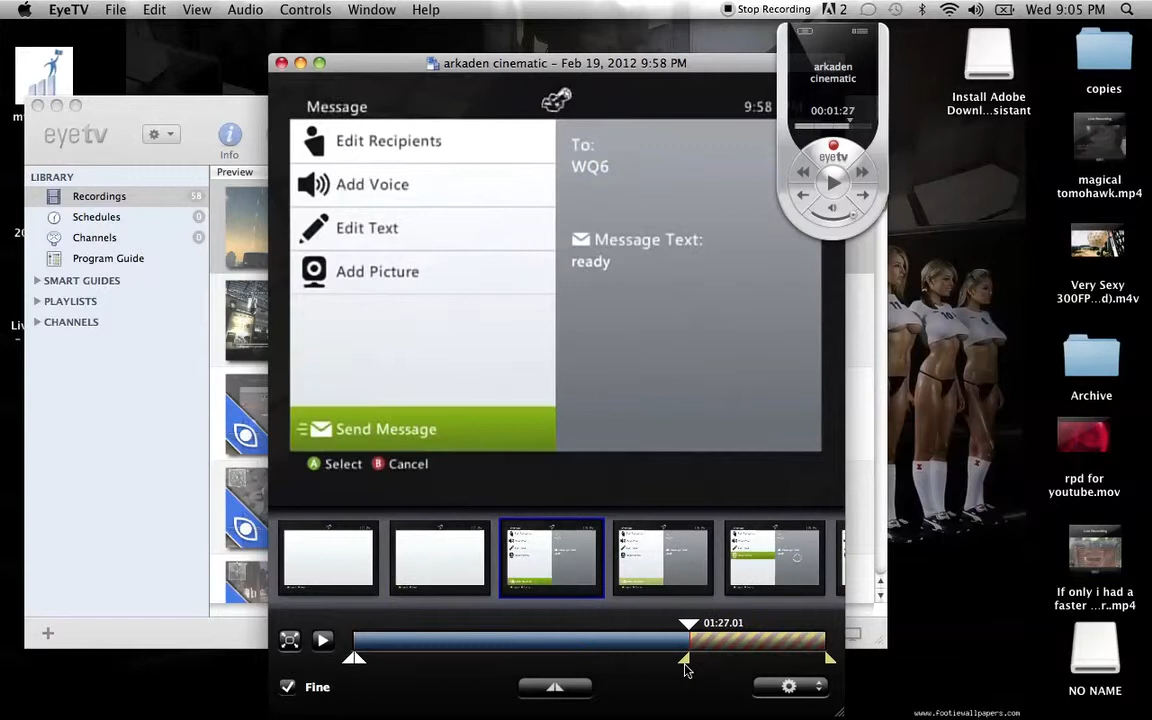 EyeTV File Edit View Audio Controls Window Help
Stop Recording 2 Wed 9:05 PM
arkaden cinematic – Feb 19, 2012 9:58 PM
arkaden
cinematic
00:01:27
eyetv
eyetv
Info
Preview
LIBRARY
Recordings 58
Schedules 0
Channels 0
Program Guide
SMART GUIDES
PLAYLISTS
CHANNELS
Message
9:58
Edit Recipients
Add Voice
Edit Text
Add Picture
Send Message
To:
WQ6
Message Text:
ready
A Select B Cancel
01:27.01
Fine
Install Adobe
Downl...sistant
copies
magical
tomohawk.mp4
Very Sexy
300FP...d).m4v
Archive
rpd for
youtube.mov
If only i had a
faster ...r..mp4
NO NAME
www.footiewallpapers.com